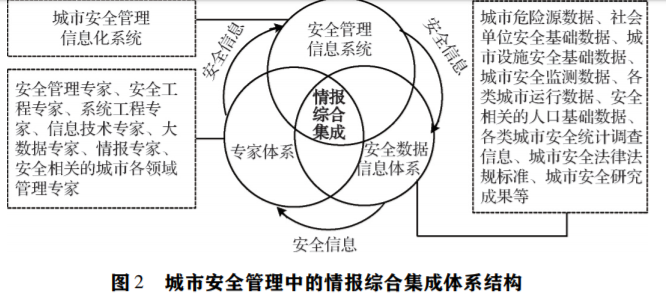 城市安全管理
信息化系统
安全管理专家、安全工
程专家、系统工程专
家、信息技术专家、大
数据专家、情报专家、
安全相关的城市各领域
管理专家
安全信息
安全管理
信息系统
安全信息
情报
综合
集成
专家体系
安全数据
信息体系
安全信息
城市危险源数据、社会
单位安全基础数据、城
市设施安全基础数据、
城市安全监测数据、各
类城市运行数据、安全
相关的人口基础数据、
各类城市安全统计调查
信息、城市安全法律法
规标准、城市安全研究
成果等
图2 城市安全管理中的情报综合集成体系结构